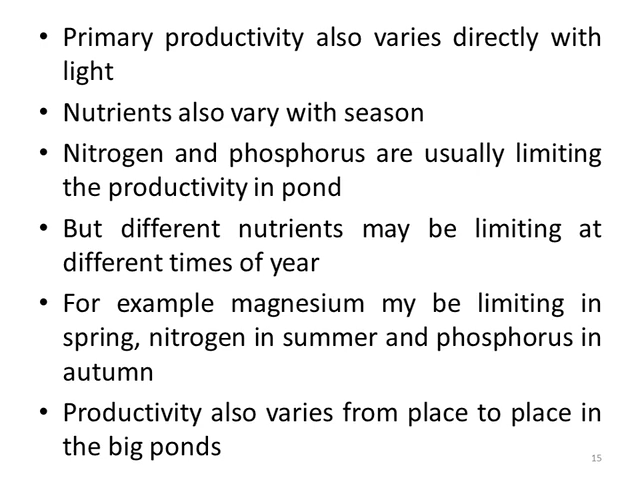 • Primary productivity also varies directly with
light
• Nutrients also vary with season
• Nitrogen and phosphorus are usually limiting
the productivity in pond
• But different nutrients may be limiting at
different times of year
• For example magnesium my be limiting in
spring, nitrogen in summer and phosphorus in
autumn
• Productivity also varies from place to place in
the big ponds
15